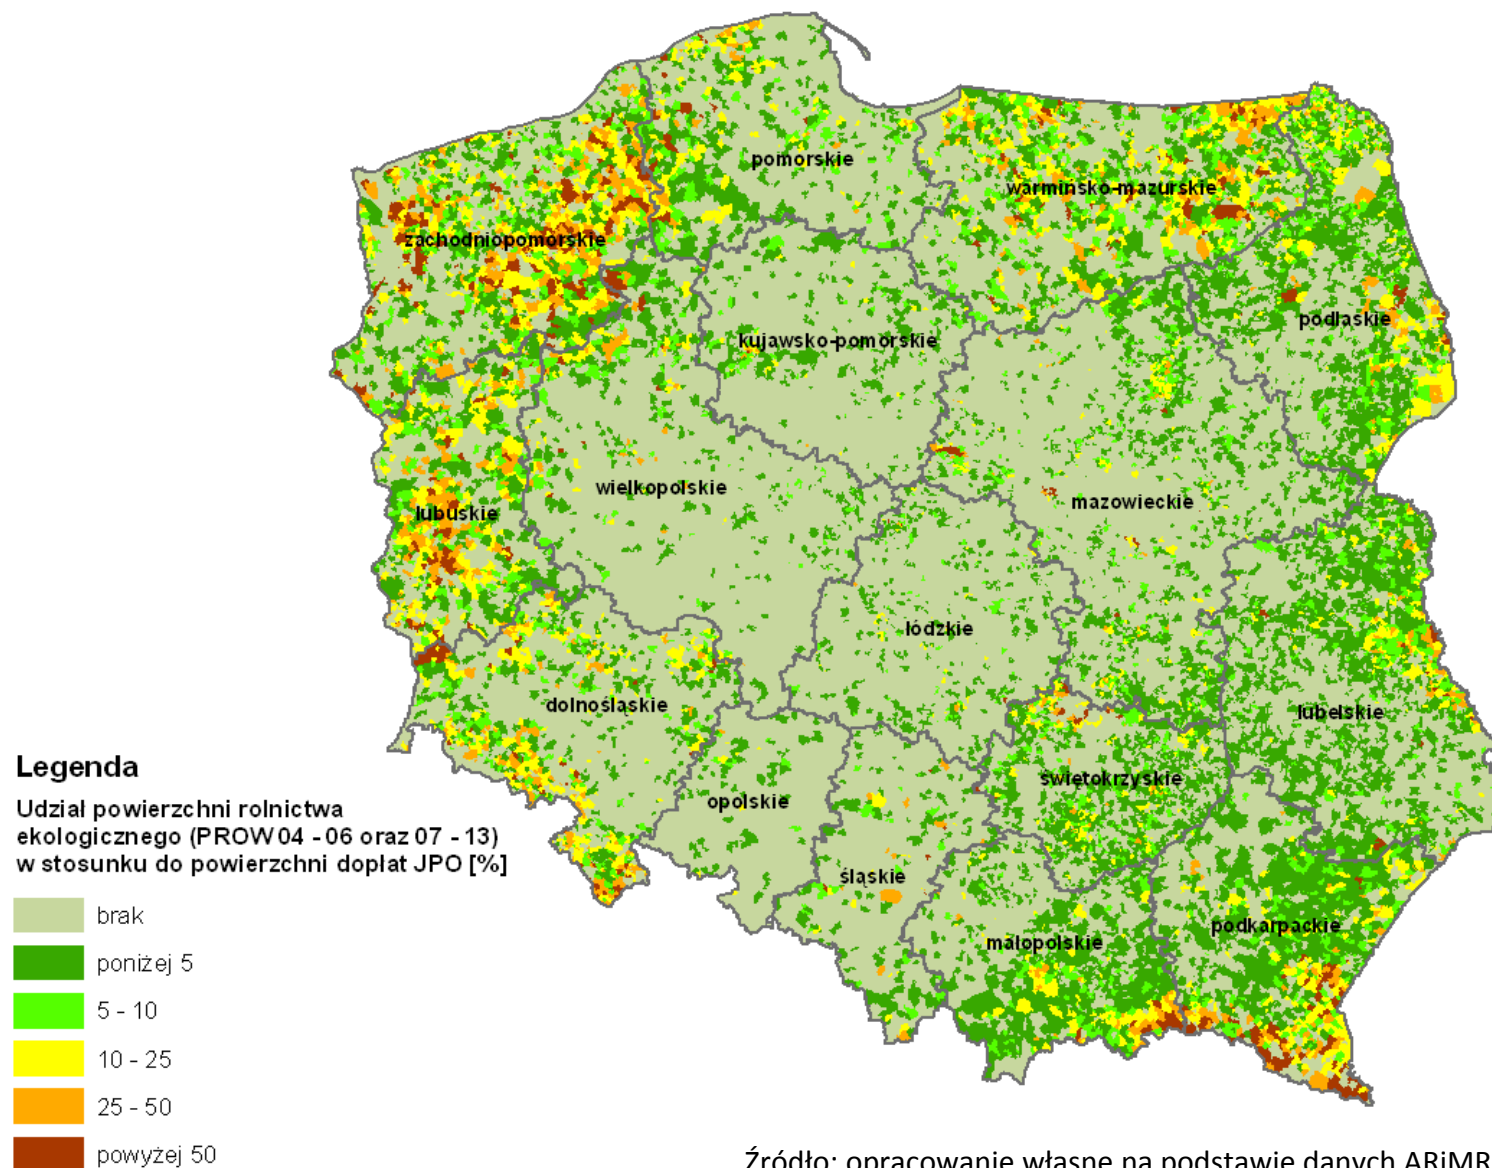 pomorskie
warmińsko-mazurskie
zachodniopomorskie
podlaskie
kujawsko-pomorskie
wielkopolskie
mazowieckie
lubuskie
łódzkie
dolnośląskie
lubelskie
świętokrzyskie
opolskie
śląskie
podkarpackie
małopolskie
Legenda
Udział powierzchni rolnictwa
ekologicznego (PROW 04 - 06 oraz 07 - 13)
w stosunku do powierzchni dopłat JPO [%]
brak
poniżej 5
5 - 10
10 - 25
25 - 50
powyżej 50
Źródło: opracowanie własne na podstawie danych ARiMR